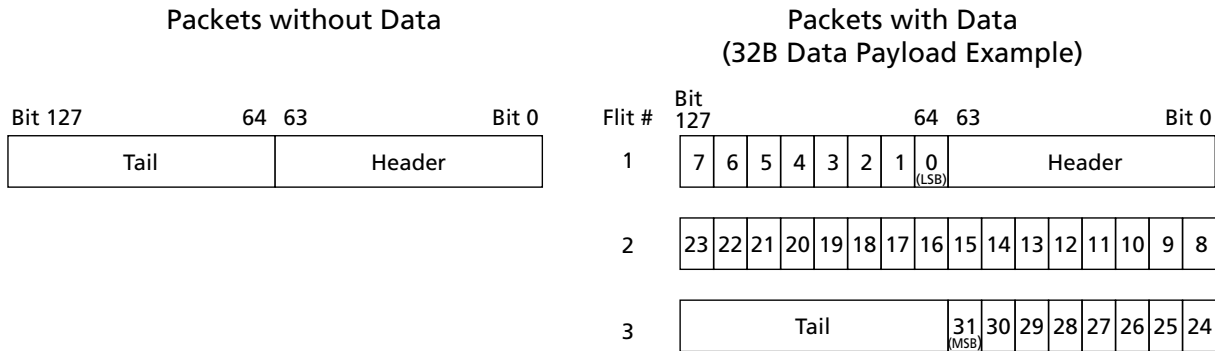 Packets without Data
Bit 127 64 63 Bit 0
Tail Header
Packets with Data
(32B Data Payload Example)
Flit # Bit 127 64 63 Bit 0
1 7 6 5 4 3 2 1 0 (LSB) Header
2 23 22 21 20 19 18 17 16 15 14 13 12 11 10 9 8
3 Tail 31 (MSB) 30 29 28 27 26 25 24